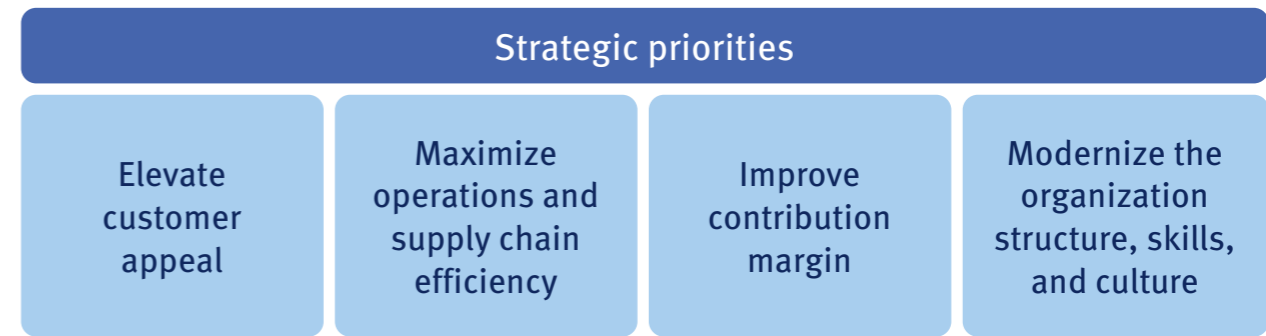 Strategic priorities
Elevate
customer
appeal
Maximize
operations and
supply chain
efficiency
Improve
contribution
margin
Modernize the
organization
structure, skills,
and culture